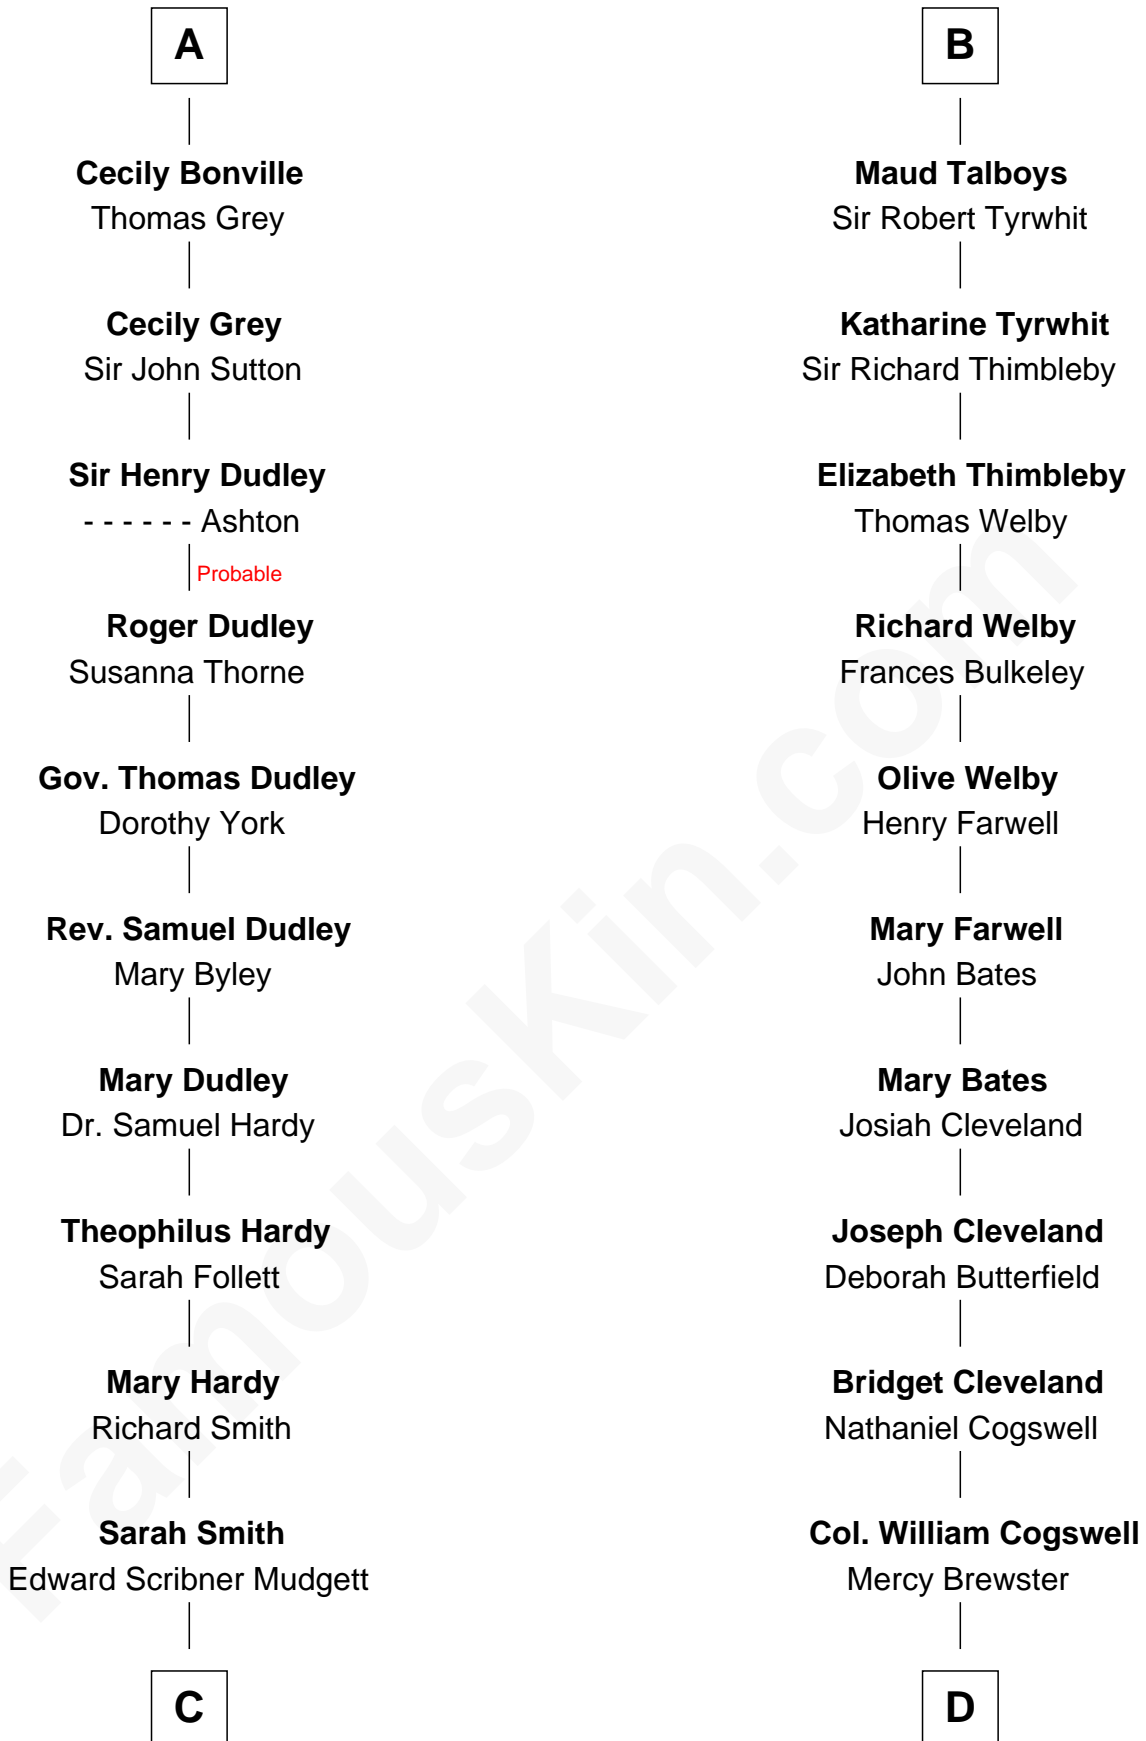 A
Cecily Bonville
Thomas Grey
Cecily Grey
Sir John Sutton
Sir Henry Dudley
- - - - - - Ashton
Probable
Roger Dudley
Susanna Thorne
Gov. Thomas Dudley
Dorothy York
Rev. Samuel Dudley
Mary Byley
Mary Dudley
Dr. Samuel Hardy
Theophilus Hardy
Sarah Follett
Mary Hardy
Richard Smith
Sarah Smith
Edward Scribner Mudgett
C
B
Maud Talboys
Sir Robert Tyrwhit
Katharine Tyrwhit
Sir Richard Thimbleby
Elizabeth Thimbleby
Thomas Welby
Richard Welby
Frances Bulkeley
Olive Welby
Henry Farwell
Mary Farwell
John Bates
Mary Bates
Josiah Cleveland
Joseph Cleveland
Deborah Butterfield
Bridget Cleveland
Nathaniel Cogswell
Col. William Cogswell
Mercy Brewster
D
FamousKin.com